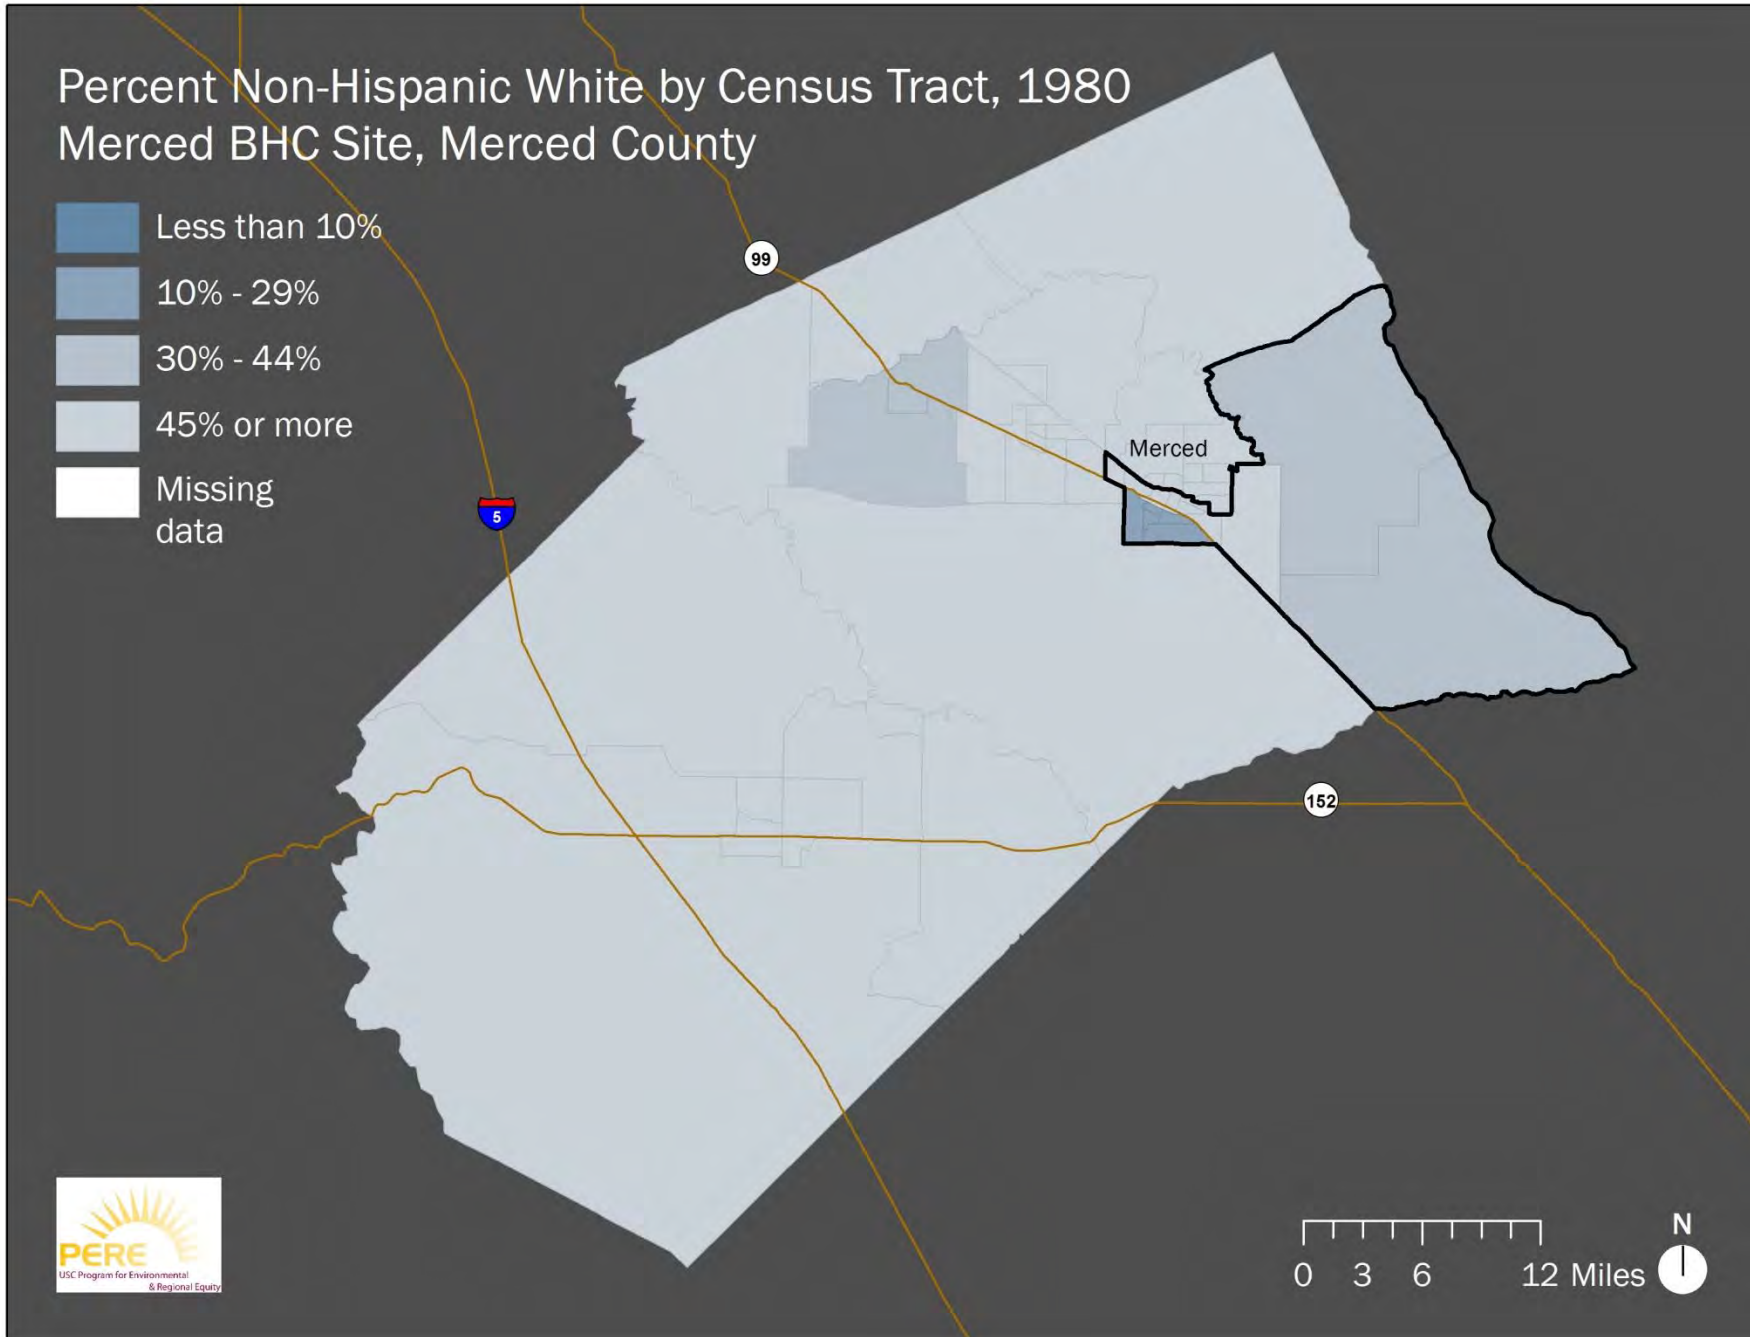 Percent Non-Hispanic White by Census Tract, 1980
Merced BHC Site, Merced County
Less than 10%
10% - 29%
30% - 44%
45% or more
Missing
data
99
Merced
5
152
PERE
USC Program for Environmental
& Regional Equity
N
0 3 6 12 Miles